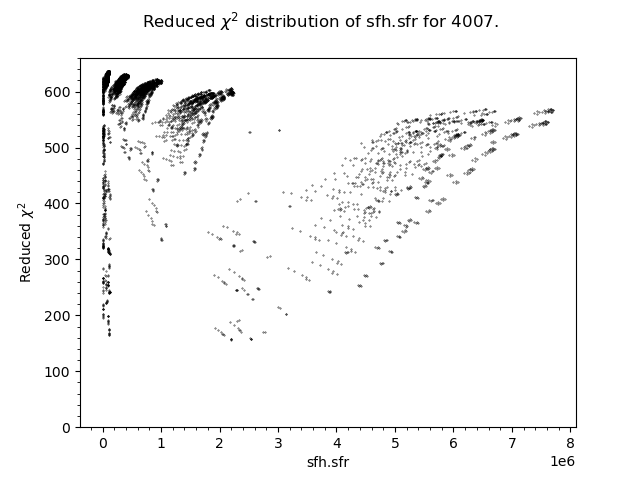 Reduced χ² distribution of sfh.sfr for 4007.
600
500
400
300
200
100
0
Reduced χ²
0 1 2 3 4 5 6 7 8
sfh.sfr
1e6